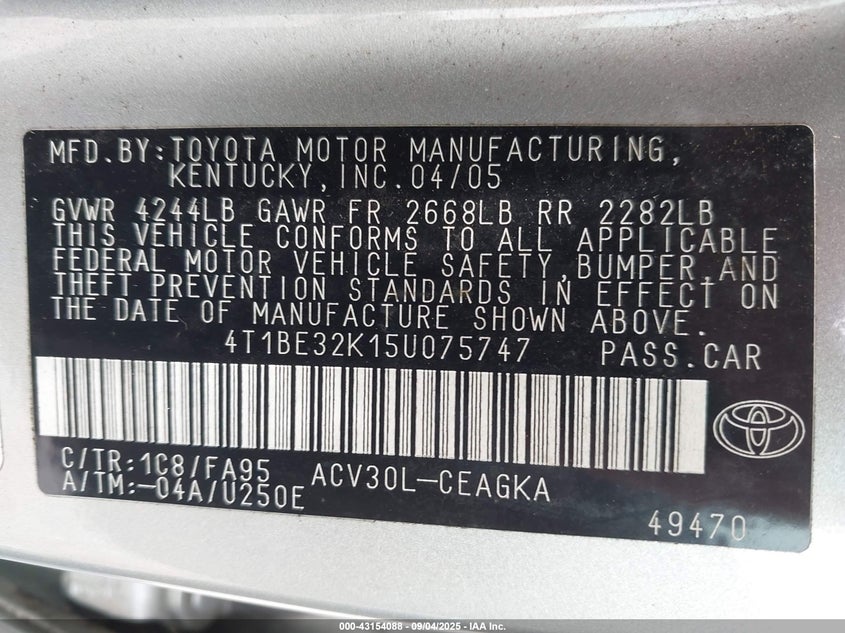 MFD.BY:TOYOTA MOTOR MANUFACTURING,
KENTUCKY,INC.04/05
GVWR 4244LB GAWR FR 2668LB RR 2282LB
THIS VEHICLE CONFORMS TO ALL APPLICABLE
FEDERAL MOTOR VEHICLE SAFETY,BUMPER,AND
THEFT PREVENTION STANDARDS IN EFFECT ON
THE DATE OF MANUFACTURE SHOWN ABOVE.
4T1BE32K15U075747 PASS.CAR
C/TR:1C8/FA95 ACV30L-CEAGKA
A/TM:-04A/U250E
49470
000-43154088 - 09/04/2025 - IAA Inc.